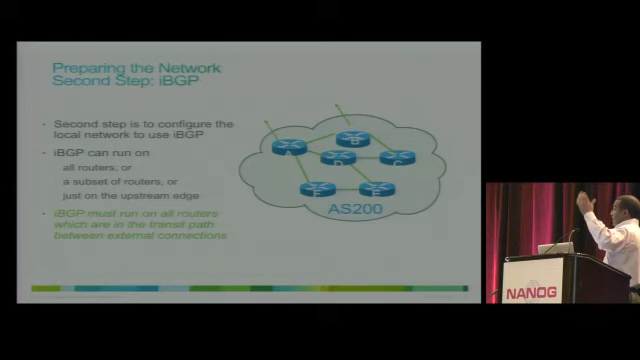 Preparing the Network
Second Step: iBGP
Second step is to configure the
local network to use iBGP
iBGP can run on
all routers, or
a subset of routers, or
just on the upstream edge
iBGP must run on all routers
which are in the transit path
between external connections
A
B
D
C
F
E
AS200
NANOG